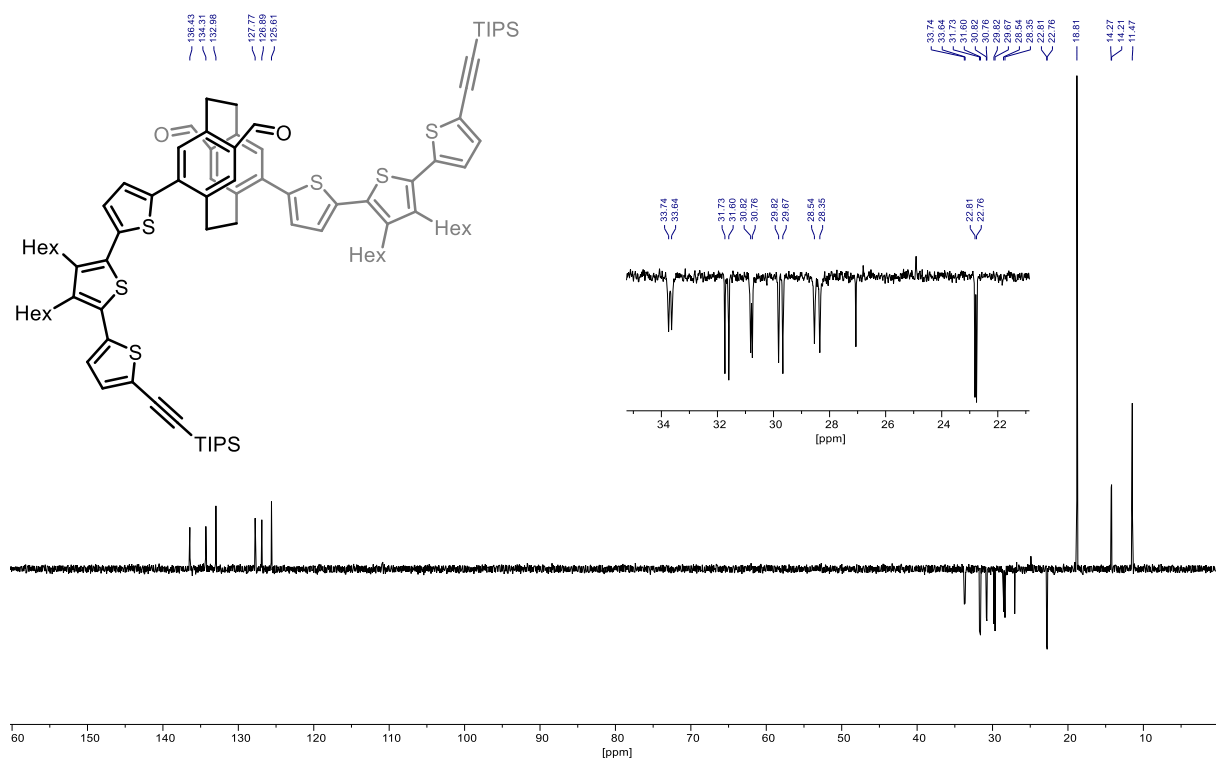 136.43
134.31
132.98
127.77
126.89
125.61
33.74
33.64
31.73
31.60
30.82
30.76
29.82
29.67
28.54
28.35
22.81
22.76
18.81
14.27
14.21
11.47
TIPS
O
O
S
S
S
S
Hex
Hex
Hex
S
Hex
S
TIPS
33.74
33.64
31.73
31.60
30.82
30.76
29.82
29.67
28.54
28.35
22.81
22.76
34 32 30 28 26 24 22
[ppm]
60 150 140 130 120 110 100 90 80 70 60 50 40 30 20 10
[ppm]